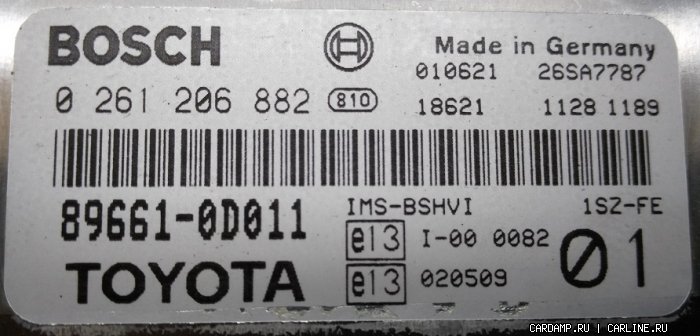 BOSCH
Made in Germany
010621 26SA7787
0 261 206 882 810
18621 1128 1189
89661-0D011
IMS-BSHVI 1SZ-FE
e13 I-00 0082
01
TOYOTA
e13 020509
CARDAMP.RU | CARLINE.RU